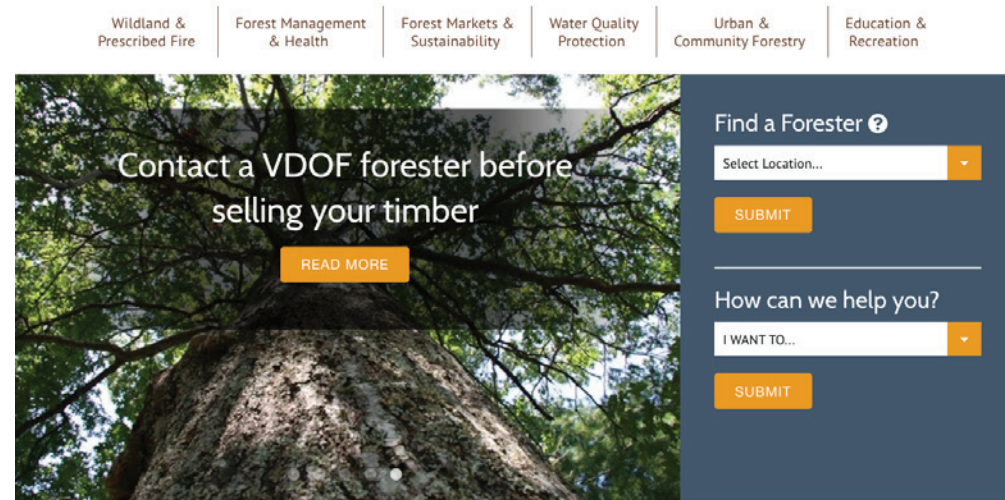 Wildland &
Prescribed Fire
Forest Management
& Health
Forest Markets &
Sustainability
Water Quality
Protection
Urban &
Community Forestry
Education &
Recreation
Contact a VDOF forester before
selling your timber
READ MORE
Find a Forester ?
Select Location...
SUBMIT
How can we help you?
I WANT TO...
SUBMIT